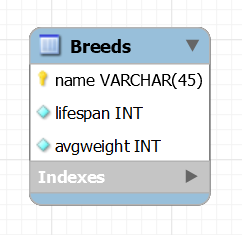 Breeds
name VARCHAR(45)
lifespan INT
avgweight INT
Indexes